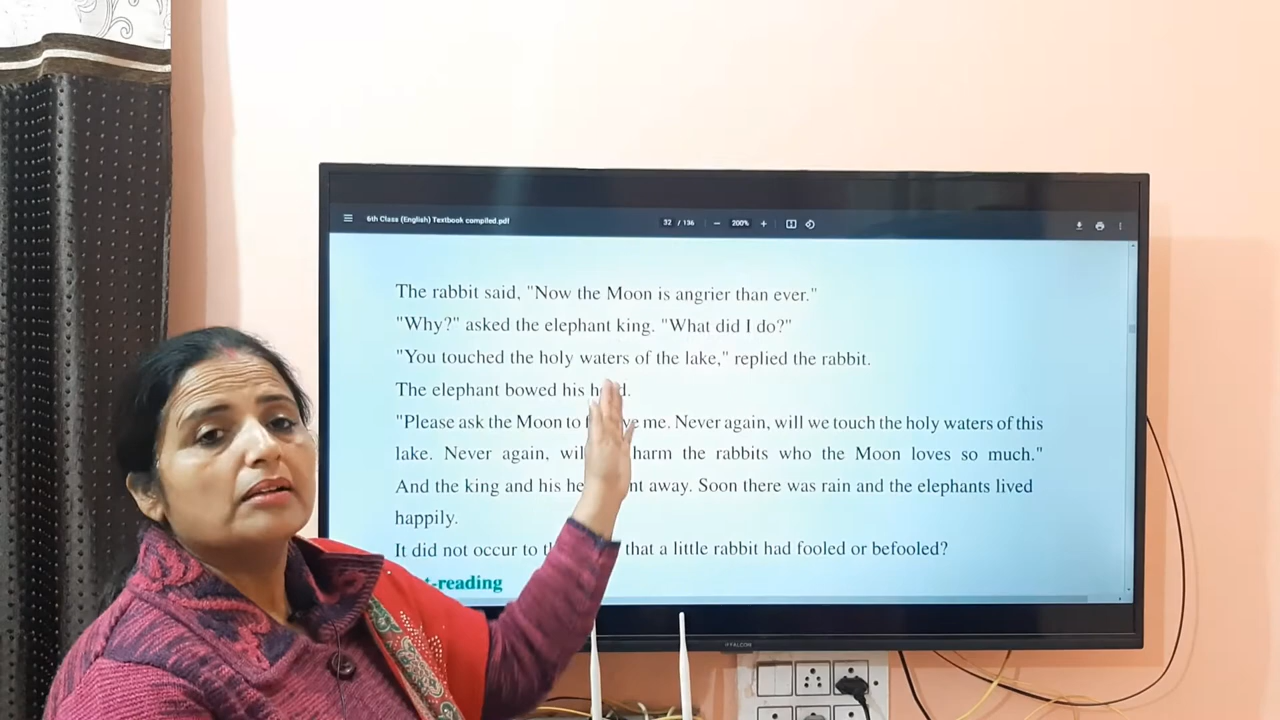 6th Class (English) Textbook compiled.pdf
32 / 136
200%
The rabbit said, "Now the Moon is angrier than ever."
"Why?" asked the elephant king. "What did I do?"
"You touched the holy waters of the lake," replied the rabbit.
The elephant bowed his
"Please ask the Moon to me. Never again, will we touch the holy waters of this
lake. Never again, harm the rabbits who the Moon loves so much."
And the king and his away. Soon there was rain and the elephants lived
happily.
It did not occur to that a little rabbit had fooled or befooled?
-reading
iFFALCON